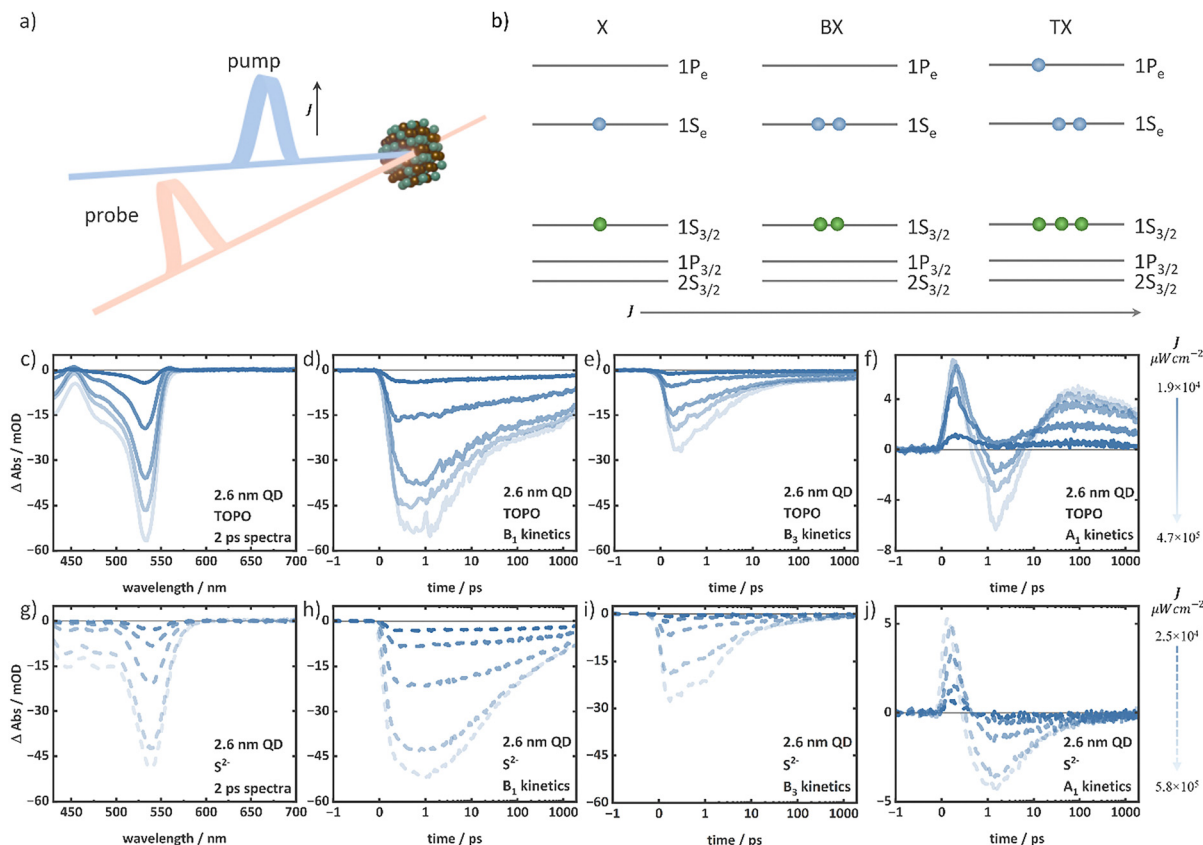 a)
pump
J
probe
b)
X
BX
TX
1Pe
1Pe
1Pe
1Se
1Se
1Se
1S3/2
1S3/2
1S3/2
1P3/2
1P3/2
1P3/2
2S3/2
2S3/2
2S3/2
J
c)
d)
e)
f)
J
μWcm−2
1.9×10⁴
4.7×10⁵
Δ Abs / mOD
0
−15
−30
−45
−60
2.6 nm QD
TOPO
2 ps spectra
450 500 550 600 650 700
wavelength / nm
0
−15
−30
−45
−60
2.6 nm QD
TOPO
B1 kinetics
−1 0 1 10 100 1000
time / ps
0
−15
−30
−45
−60
2.6 nm QD
TOPO
B3 kinetics
−1 0 1 10 100 1000
time / ps
4
0
−4
−8
2.6 nm QD
TOPO
A1 kinetics
−1 0 1 10 100 1000
time / ps
g)
h)
i)
j)
J
μWcm−2
2.5×10⁴
5.8×10⁵
Δ Abs / mOD
0
−15
−30
−45
−60
2.6 nm QD
S2-
2 ps spectra
450 500 550 600 650 700
wavelength / nm
0
−15
−30
−45
−60
2.6 nm QD
S2-
B1 kinetics
−1 0 1 10 100 1000
time / ps
0
−15
−30
−45
−60
2.6 nm QD
S2-
B3 kinetics
−1 0 1 10 100 1000
time / ps
5
0
−5
2.6 nm QD
S2-
A1 kinetics
−1 0 1 10 100 1000
time / ps